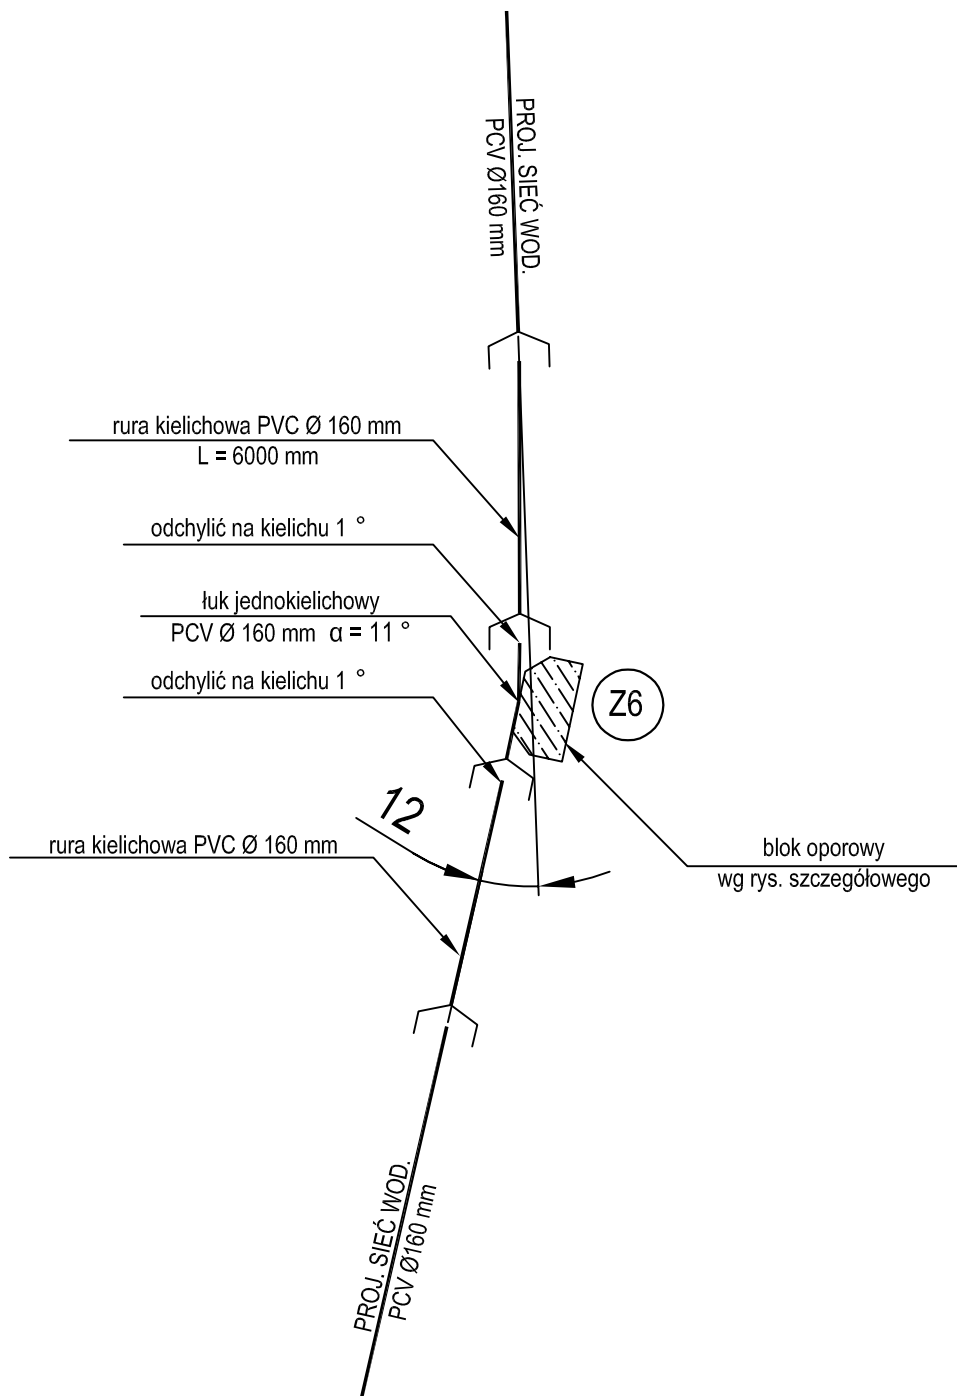 PROJ. SIEĆ WOD.
PCV Ø160 mm
rura kielichowa PVC Ø 160 mm
L = 6000 mm
odchylić na kielichu 1 °
łuk jednokielichowy
PCV Ø 160 mm α = 11 °
odchylić na kielichu 1 °
Z6
12
rura kielichowa PVC Ø 160 mm
blok oporowy
wg rys. szczegółowego
PROJ. SIEĆ WOD.
PCV Ø160 mm